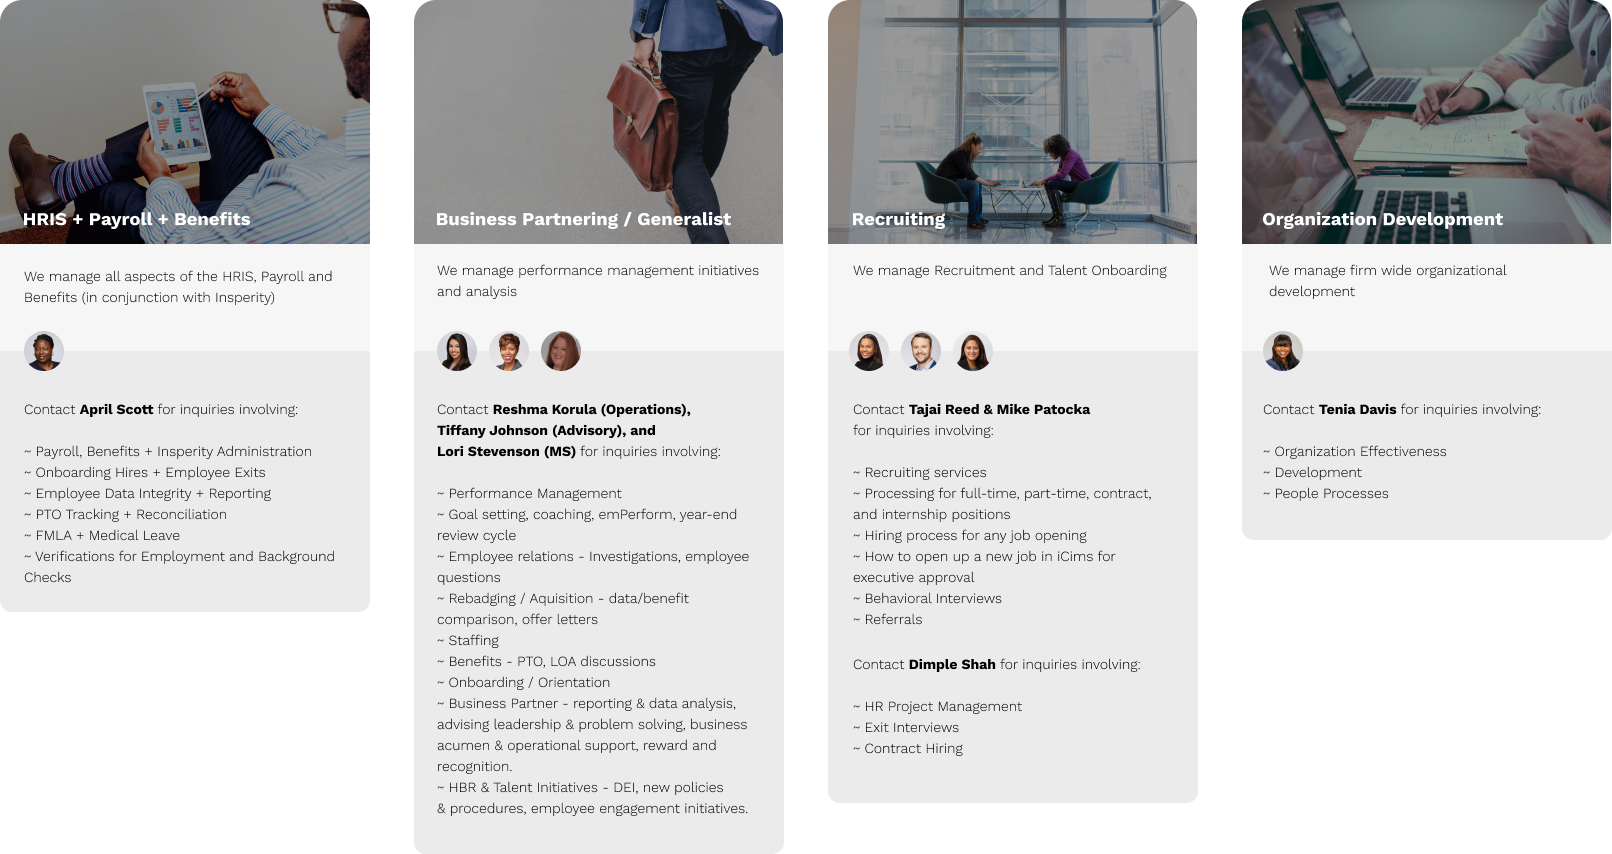 HRIS + Payroll + Benefits
We manage all aspects of the HRIS, Payroll and
Benefits (in conjunction with Insperity)
Contact April Scott for inquiries involving:
~ Payroll, Benefits + Insperity Administration
~ Onboarding Hires + Employee Exits
~ Employee Data Integrity + Reporting
~ PTO Tracking + Reconciliation
~ FMLA + Medical Leave
~ Verifications for Employment and Background
Checks
Business Partnering / Generalist
We manage performance management initiatives
and analysis
Contact Reshma Korula (Operations),
Tiffany Johnson (Advisory), and
Lori Stevenson (MS) for inquiries involving:
~ Performance Management
~ Goal setting, coaching, emPerform, year-end
review cycle
~ Employee relations - Investigations, employee
questions
~ Rebadging / Aquisition - data/benefit
comparison, offer letters
~ Staffing
~ Benefits - PTO, LOA discussions
~ Onboarding / Orientation
~ Business Partner - reporting & data analysis,
advising leadership & problem solving, business
acumen & operational support, reward and
recognition.
~ HBR & Talent Initiatives - DEI, new policies
& procedures, employee engagement initiatives.
Recruiting
We manage Recruitment and Talent Onboarding
Contact Tajai Reed & Mike Patocka
for inquiries involving:
~ Recruiting services
~ Processing for full-time, part-time, contract,
and internship positions
~ Hiring process for any job opening
~ How to open up a new job in iCims for
executive approval
~ Behavioral Interviews
~ Referrals
Contact Dimple Shah for inquiries involving:
~ HR Project Management
~ Exit Interviews
~ Contract Hiring
Organization Development
We manage firm wide organizational
development
Contact Tenia Davis for inquiries involving:
~ Organization Effectiveness
~ Development
~ People Processes